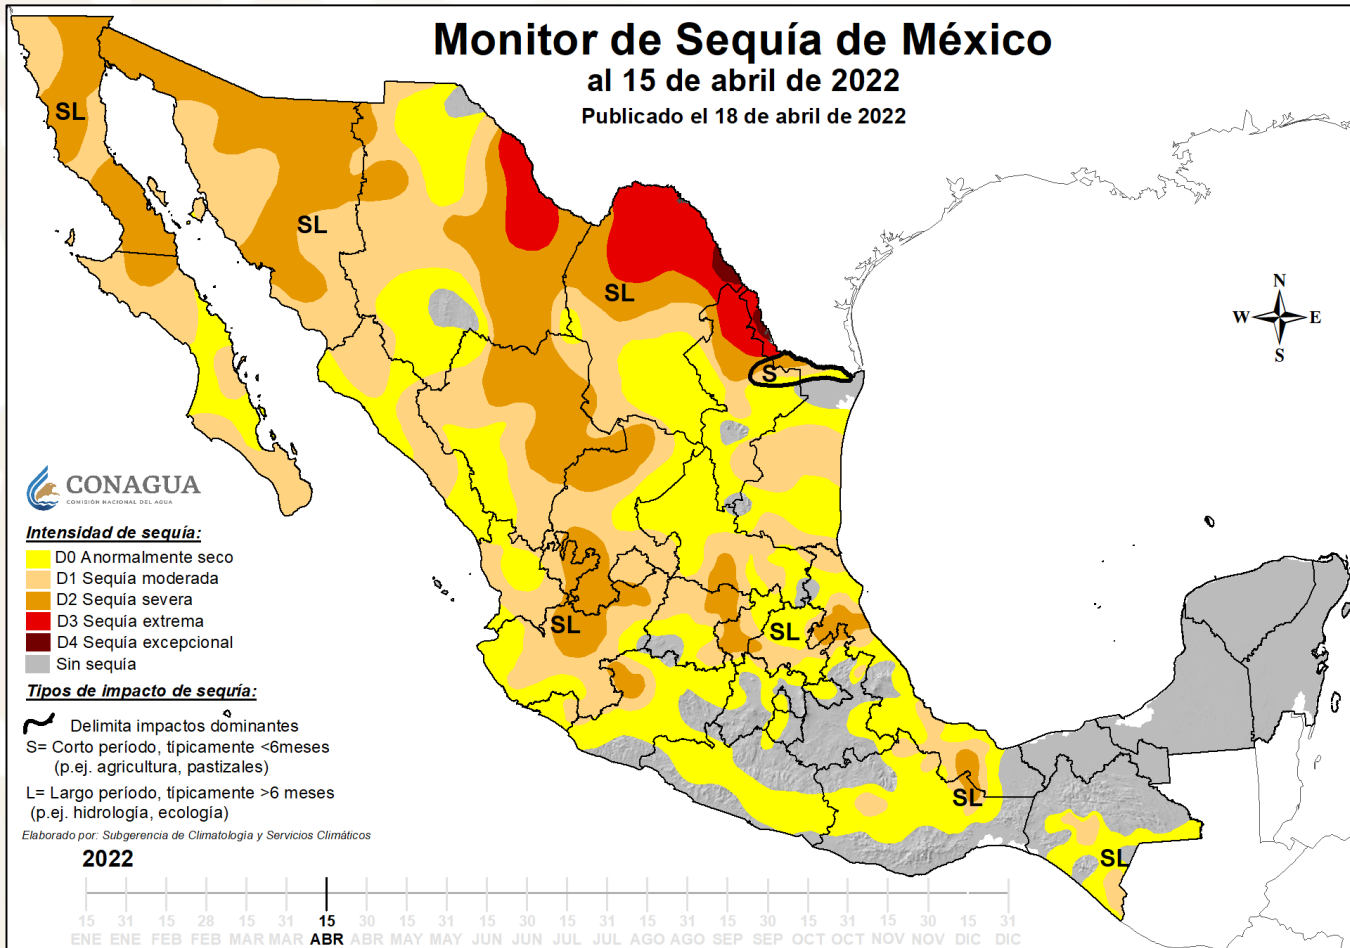 Monitor de Sequía de México
al 15 de abril de 2022
Publicado el 18 de abril de 2022
SL
SL
SL
S
N
W E
S
CONAGUA
COMISIÓN NACIONAL DEL AGUA
Intensidad de sequía:
D0 Anormalmente seco
D1 Sequía moderada
D2 Sequía severa
D3 Sequía extrema
D4 Sequía excepcional
Sin sequía
SL
SL
SL
SL
Tipos de impacto de sequía:
Delimita impactos dominantes
S= Corto período, típicamente <6meses
(p.ej. agricultura, pastizales)
L= Largo período, típicamente >6 meses
(p.ej. hidrología, ecología)
Elaborado por: Subgerencia de Climatología y Servicios Climáticos
2022
15 31 15 28 15 31 15 30 15 31 15 30 15 31 15 31 15 30 15 31 15 30 15 31
ENE ENE FEB FEB MAR MAR ABR ABR MAY MAY JUN JUN JUL JUL AGO AGO SEP SEP OCT OCT NOV NOV DIC DIC